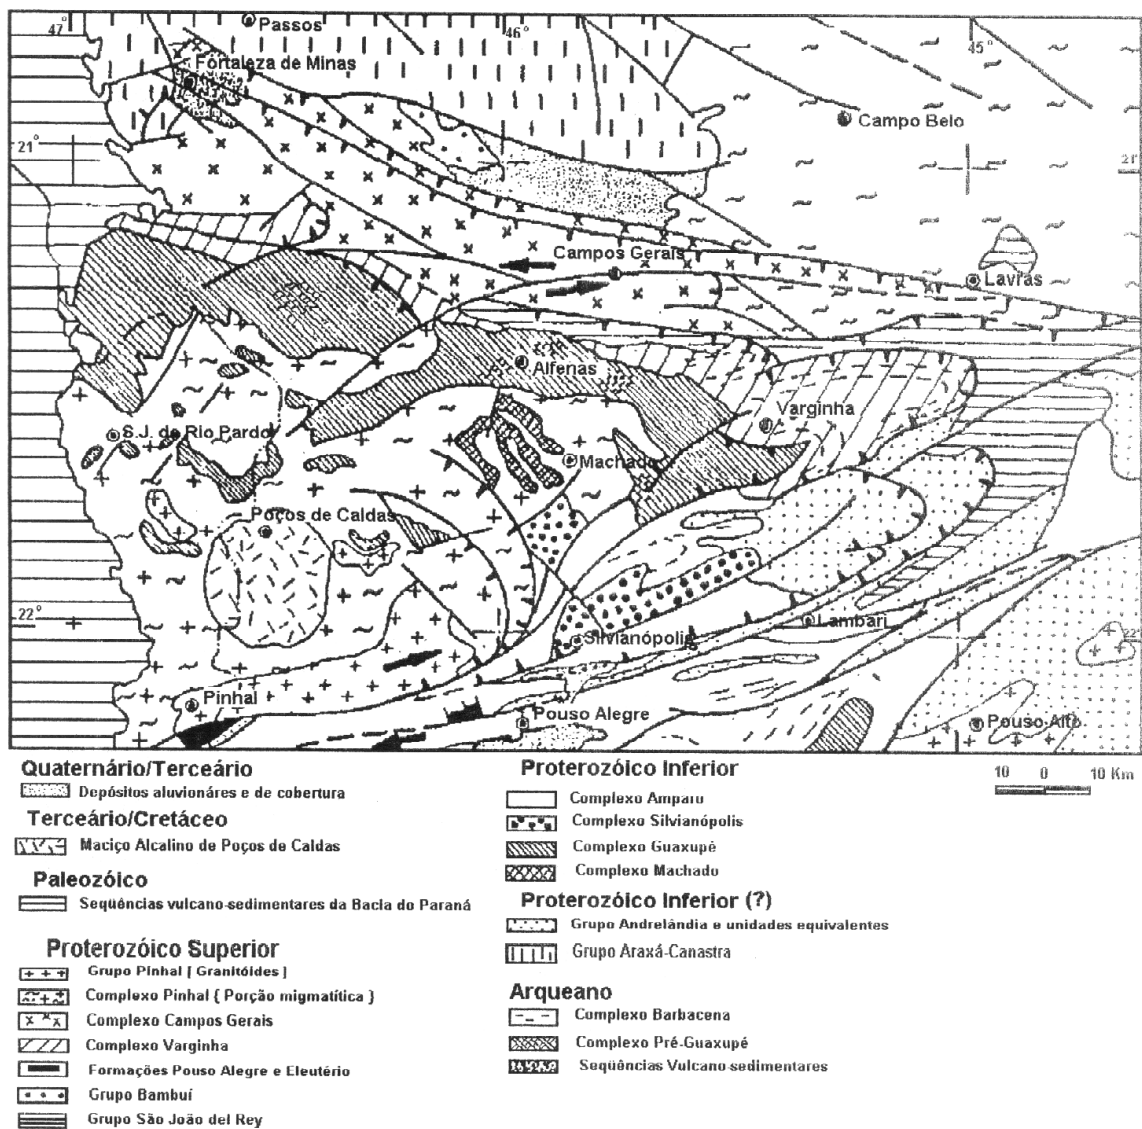 47°
Passos
46°
45°
Fortaleza de Minas
Campo Belo
21°
21
Campos Gerais
Lavras
Alfenas
Varginha
S.J. do Rio Pardo
Machado
Poços de Caldas
22°
22°
Lambari
Silvianópolis
Pinhal
Pouso Alegre
Pouso Alto
Quaternário/Terceário
Depósitos aluvionáres e de cobertura
Terceário/Cretáceo
Maciço Alcalino de Poços de Caldas
Paleozóico
Seqüências vulcano-sedimentares da Bacia do Paraná
Proterozóico Superior
Grupo Pinhal [ Granitóides ]
Complexo Pinhal ( Porção migmatítica )
Complexo Campos Gerais
Complexo Varginha
Formações Pouso Alegre e Eleutério
Grupo Bambuí
Grupo São João del Rey
Proterozóico Inferior
Complexo Amparo
Complexo Silvianópolis
Complexo Guaxupé
Complexo Machado
Proterozóico Inferior (?)
Grupo Andrelândia e unidades equivalentes
Grupo Araxá-Canastra
Arqueano
Complexo Barbacena
Complexo Pré-Guaxupé
Seqüências Vulcano-sedimentares
10 0 10 Km